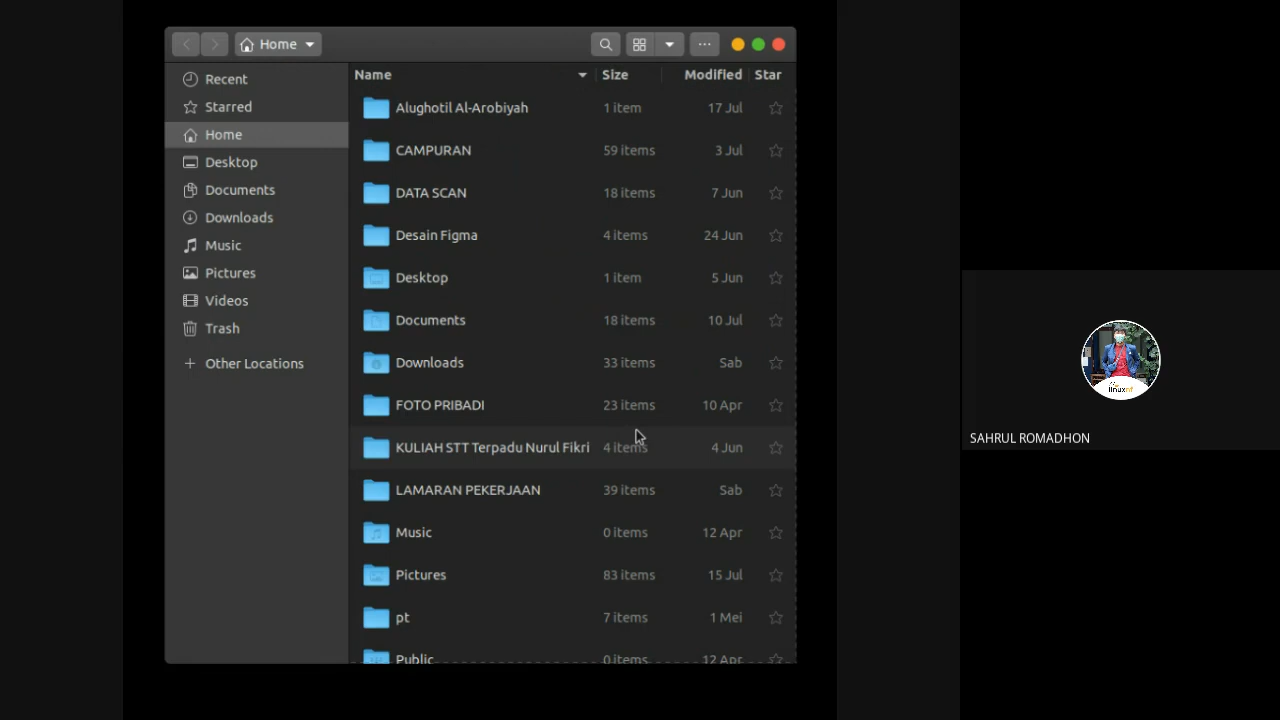 Home
Recent
Starred
Home
Desktop
Documents
Downloads
Music
Pictures
Videos
Trash
Other Locations
Name Size Modified Star
Alughotil Al-Arobiyah 1 item 17 Jul
CAMPURAN 59 items 3 Jul
DATA SCAN 18 items 7 Jun
Desain Figma 4 items 24 Jun
Desktop 1 item 5 Jun
Documents 18 items 10 Jul
Downloads 33 items Sab
FOTO PRIBADI 23 items 10 Apr
KULIAH STT Terpadu Nurul Fikri 4 items 4 Jun
LAMARAN PEKERJAAN 39 items Sab
Music 0 items 12 Apr
Pictures 83 items 15 Jul
pt 7 items 1 Mei
Public 0 items 12 Apr
linuxnf
SAHRUL ROMADHON